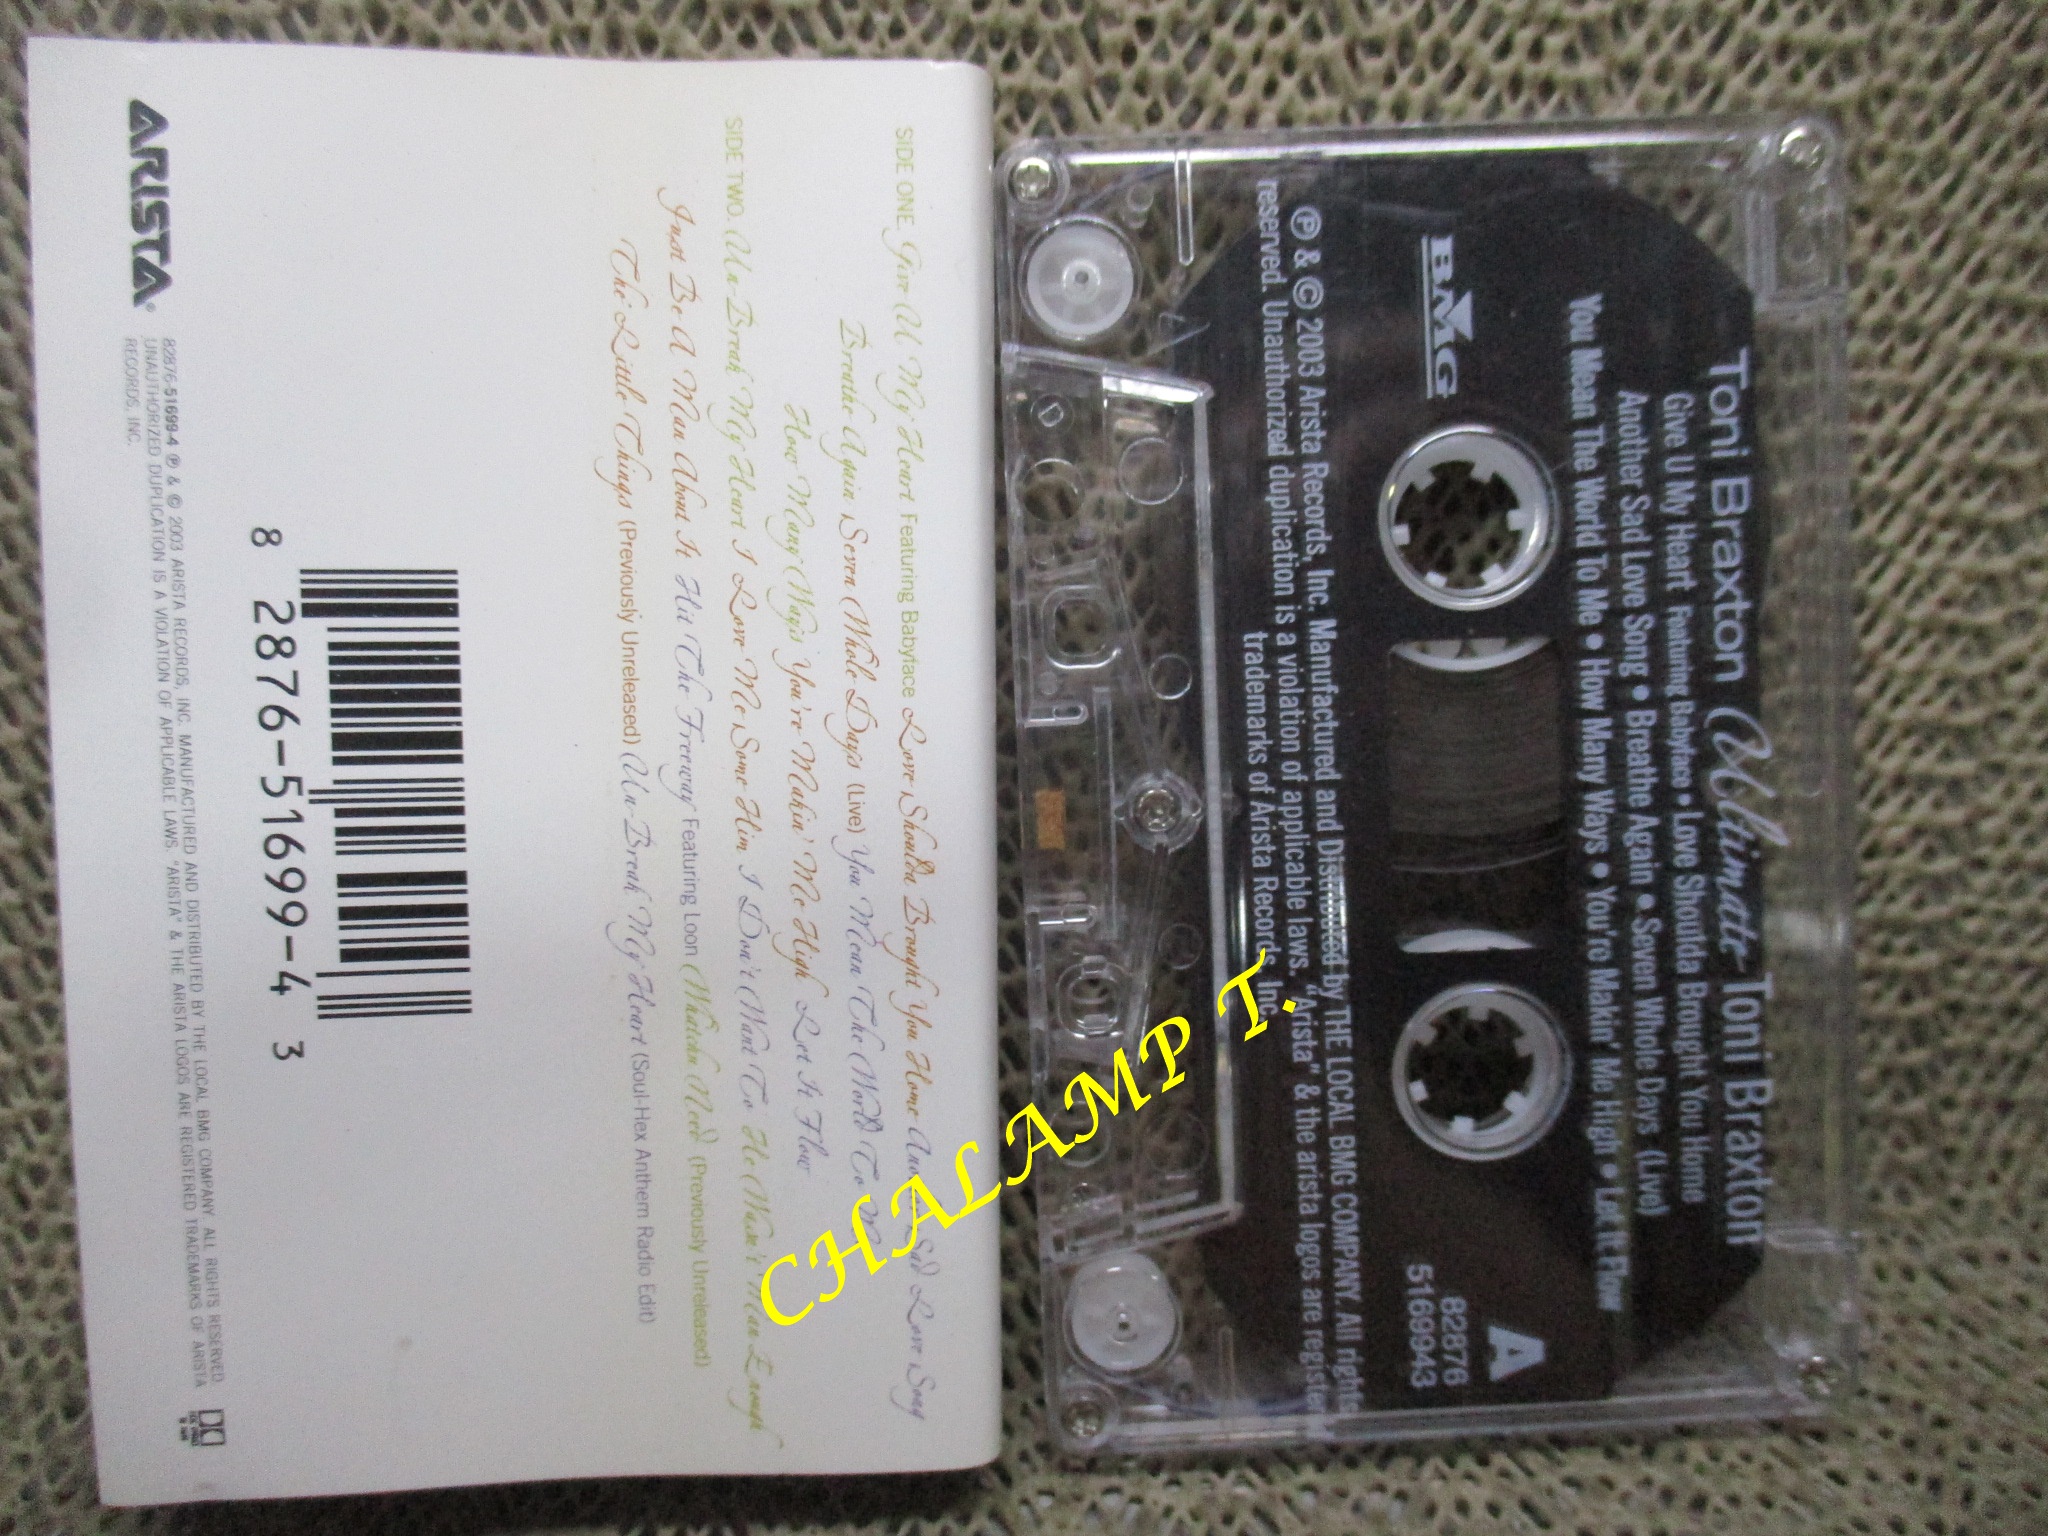 SIDE ONE. Give U My Heart Featuring Babyface Love Shoulda Brought You Home Another Sad Love Song
Breathe Again Seven Whole Days (Live) You Mean The World To
How Many Ways You're Makin' Me High Let It Flow
SIDE TWO. Un-Break My Heart I Love Me Some Him I Don't Want To He Wasn't Man Enough
Just Be A Man About It Hit The Freeway Featuring Loon Whatchu Need (Previously Unreleased)
The Little Things (Previously Unreleased) Un-Break My Heart (Soul-Hex Anthem Radio Edit)
8 2876-51699-4 3
ARISTA®
82876-51699-4 ℗ & © 2003 ARISTA RECORDS, INC. MANUFACTURED AND DISTRIBUTED BY THE LOCAL BMG COMPANY. ALL RIGHTS RESERVED
UNAUTHORIZED DUPLICATION IS A VIOLATION OF APPLICABLE LAWS. "ARISTA" & THE ARISTA LOGOS ARE REGISTERED TRADEMARKS OF ARISTA
RECORDS, INC.
Toni Braxton Ultimate Toni Braxton
Give U My Heart Featuring Babyface • Love Shoulda Brought You Home
Another Sad Love Song • Breathe Again • Seven Whole Days (Live)
You Mean The World To Me • How Many Ways • You're Makin' Me High • Let It Flow
BMG
A
82876
5169943
℗ & © 2003 Arista Records, Inc. Manufactured and Distributed by THE LOCAL BMG COMPANY. All rights
reserved. Unauthorized duplication is a violation of applicable laws. "Arista" & the arista logos are register
trademarks of Arista Records, Inc.
CHALAMP T.